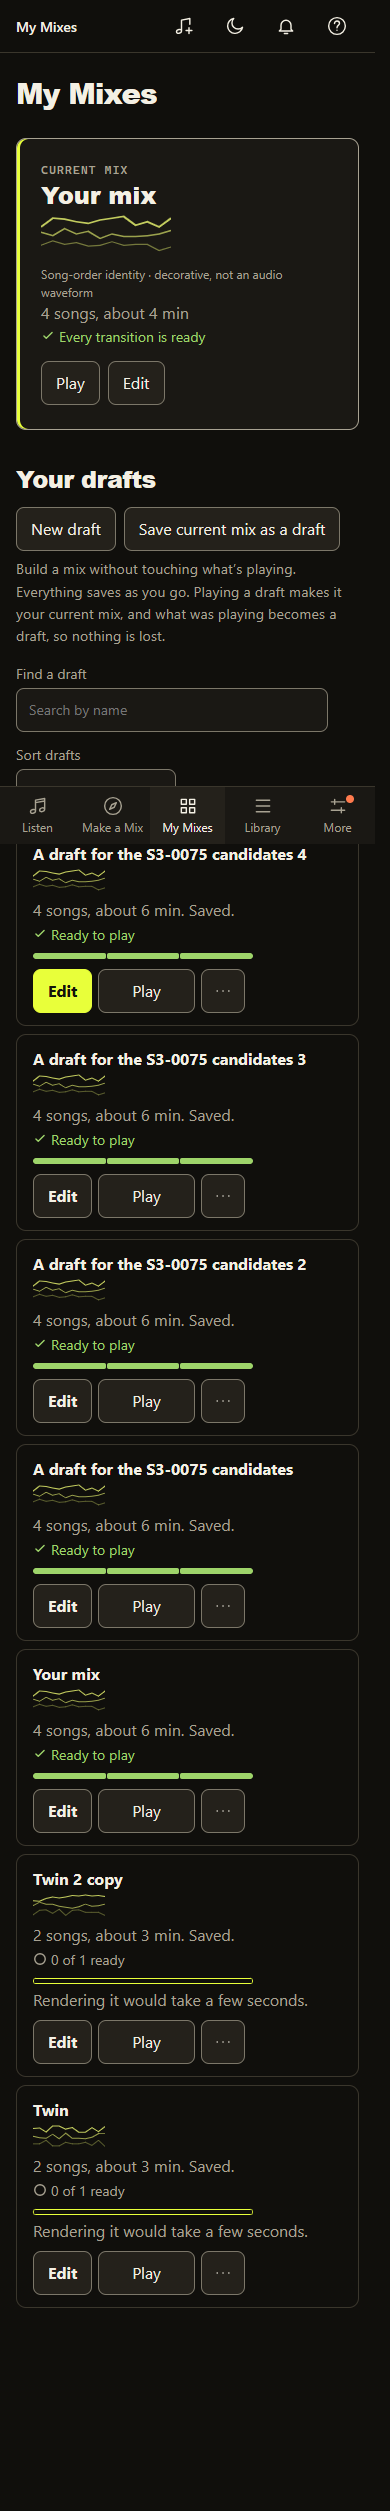 My Mixes
My Mixes
CURRENT MIX
Your mix
Song-order identity · decorative, not an audio
waveform
4 songs, about 4 min
Every transition is ready
Play Edit
Your drafts
New draft Save current mix as a draft
Build a mix without touching what’s playing.
Everything saves as you go. Playing a draft makes it
your current mix, and what was playing becomes a
draft, so nothing is lost.
Find a draft
Search by name
Sort drafts
Listen Make a Mix My Mixes Library More
A draft for the S3-0075 candidates 4
4 songs, about 6 min. Saved.
Ready to play
Edit Play ...
A draft for the S3-0075 candidates 3
4 songs, about 6 min. Saved.
Ready to play
Edit Play ...
A draft for the S3-0075 candidates 2
4 songs, about 6 min. Saved.
Ready to play
Edit Play ...
A draft for the S3-0075 candidates
4 songs, about 6 min. Saved.
Ready to play
Edit Play ...
Your mix
4 songs, about 6 min. Saved.
Ready to play
Edit Play ...
Twin 2 copy
2 songs, about 3 min. Saved.
0 of 1 ready
Rendering it would take a few seconds.
Edit Play ...
Twin
2 songs, about 3 min. Saved.
0 of 1 ready
Rendering it would take a few seconds.
Edit Play ...